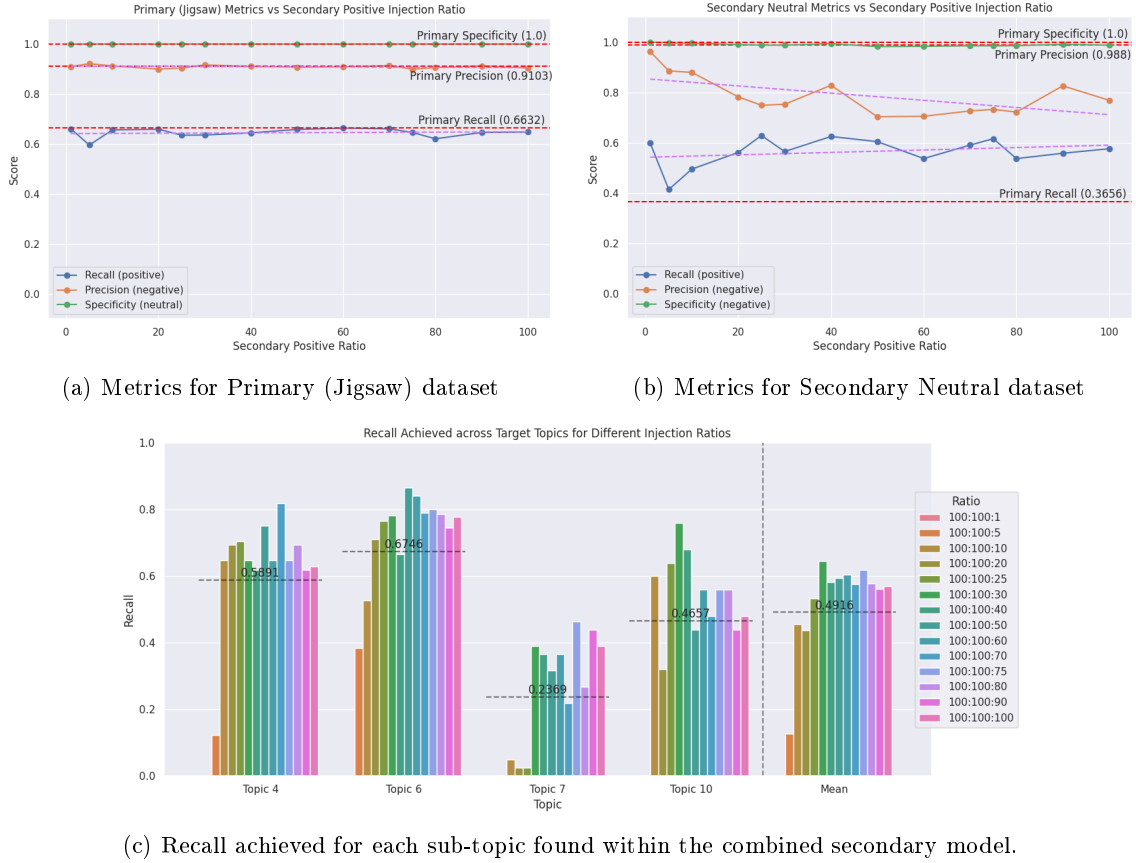 Primary (Jigsaw) Metrics vs Secondary Positive Injection Ratio
Primary Specificity (1.0)
Primary Precision (0.9103)
Primary Recall (0.6632)
1.0
0.8
0.6
0.4
0.2
0.0
Score
Recall (positive)
Precision (negative)
Specificity (neutral)
0 20 40 60 80 100
Secondary Positive Ratio
(a) Metrics for Primary (Jigsaw) dataset
Secondary Neutral Metrics vs Secondary Positive Injection Ratio
Primary Specificity (1.0)
Primary Precision (0.988)
Primary Recall (0.3656)
1.0
0.8
0.6
0.4
0.2
0.0
Score
Recall (positive)
Precision (negative)
Specificity (negative)
0 20 40 60 80 100
Secondary Positive Ratio
(b) Metrics for Secondary Neutral dataset
Recall Achieved across Target Topics for Different Injection Ratios
1.0
0.8
0.6
0.4
0.2
0.0
Recall
0.5891
0.6746
0.2369
0.4657
0.4916
Topic 4 Topic 6 Topic 7 Topic 10 Mean
Topic
Ratio
100:100:1
100:100:5
100:100:10
100:100:20
100:100:25
100:100:30
100:100:40
100:100:50
100:100:60
100:100:70
100:100:75
100:100:80
100:100:90
100:100:100
(c) Recall achieved for each sub-topic found within the combined secondary model.